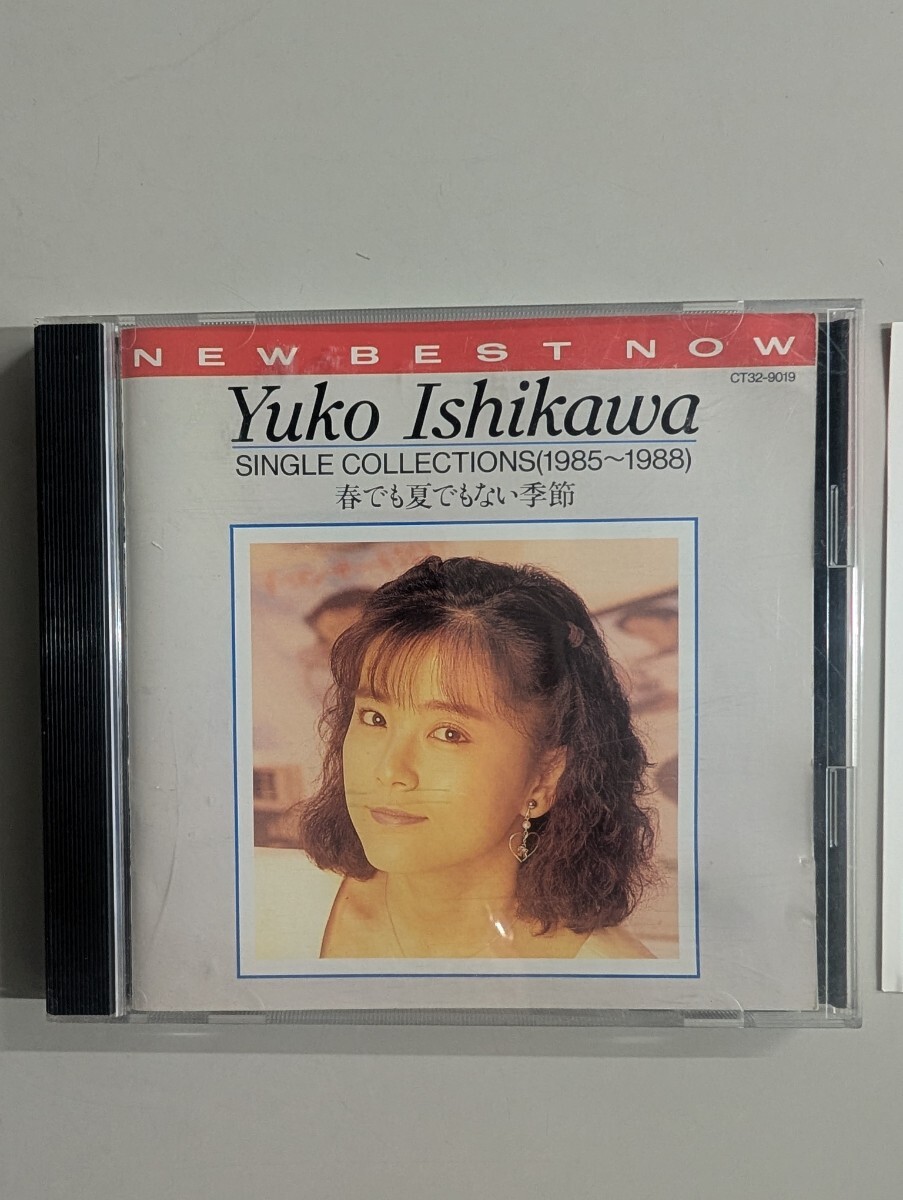 NEW BEST NOW
CT32-9019
Yuko Ishikawa
SINGLE COLLECTIONS(1985〜1988)
春でも夏でもない季節